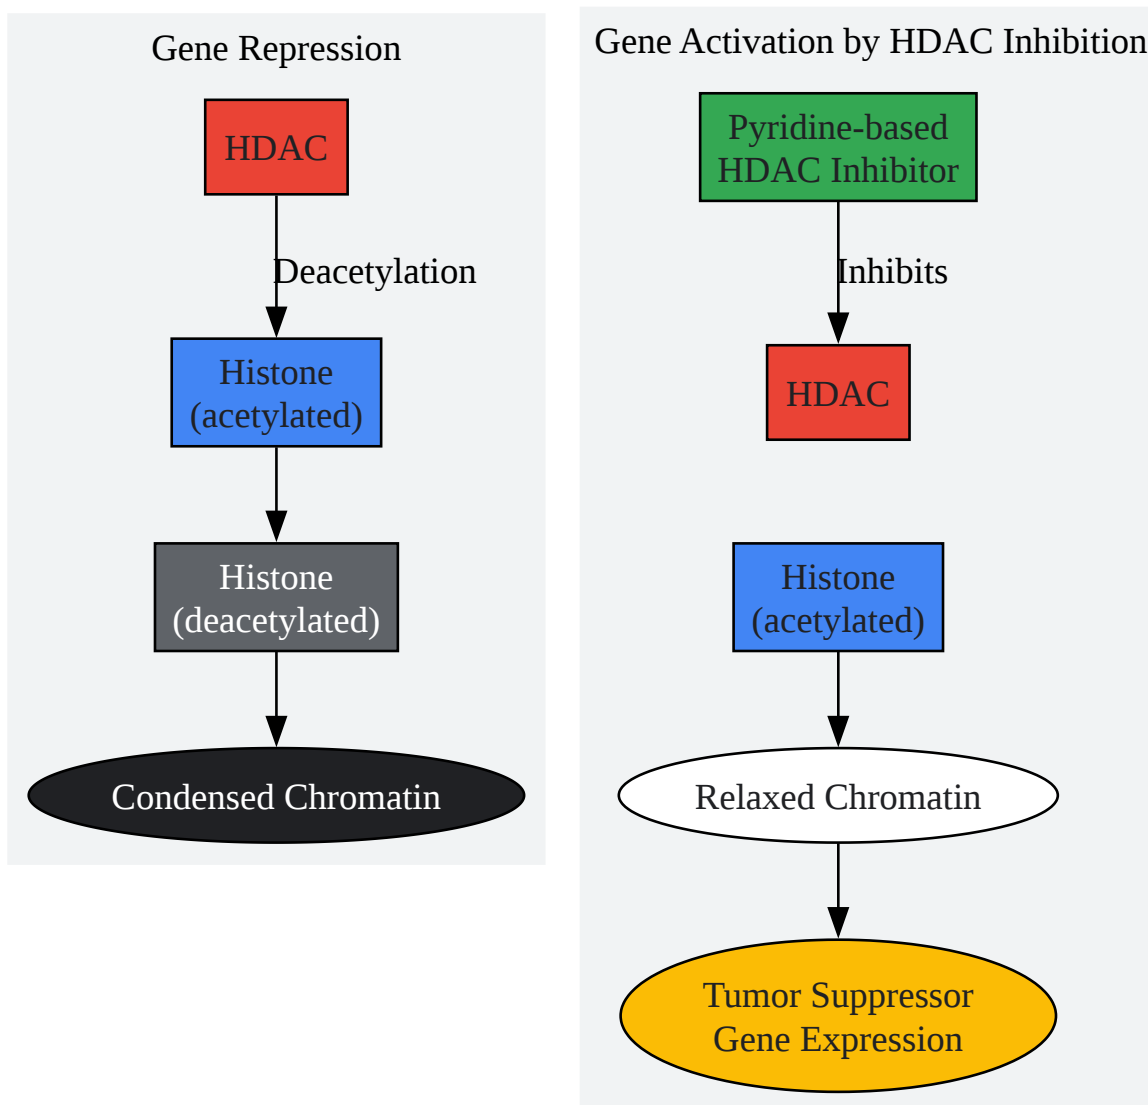 Gene Repression
HDAC
Deacetylation
Histone
(acetylated)
Histone
(deacetylated)
Condensed Chromatin
Gene Activation by HDAC Inhibition
Pyridine-based
HDAC Inhibitor
Inhibits
HDAC
Histone
(acetylated)
Relaxed Chromatin
Tumor Suppressor
Gene Expression